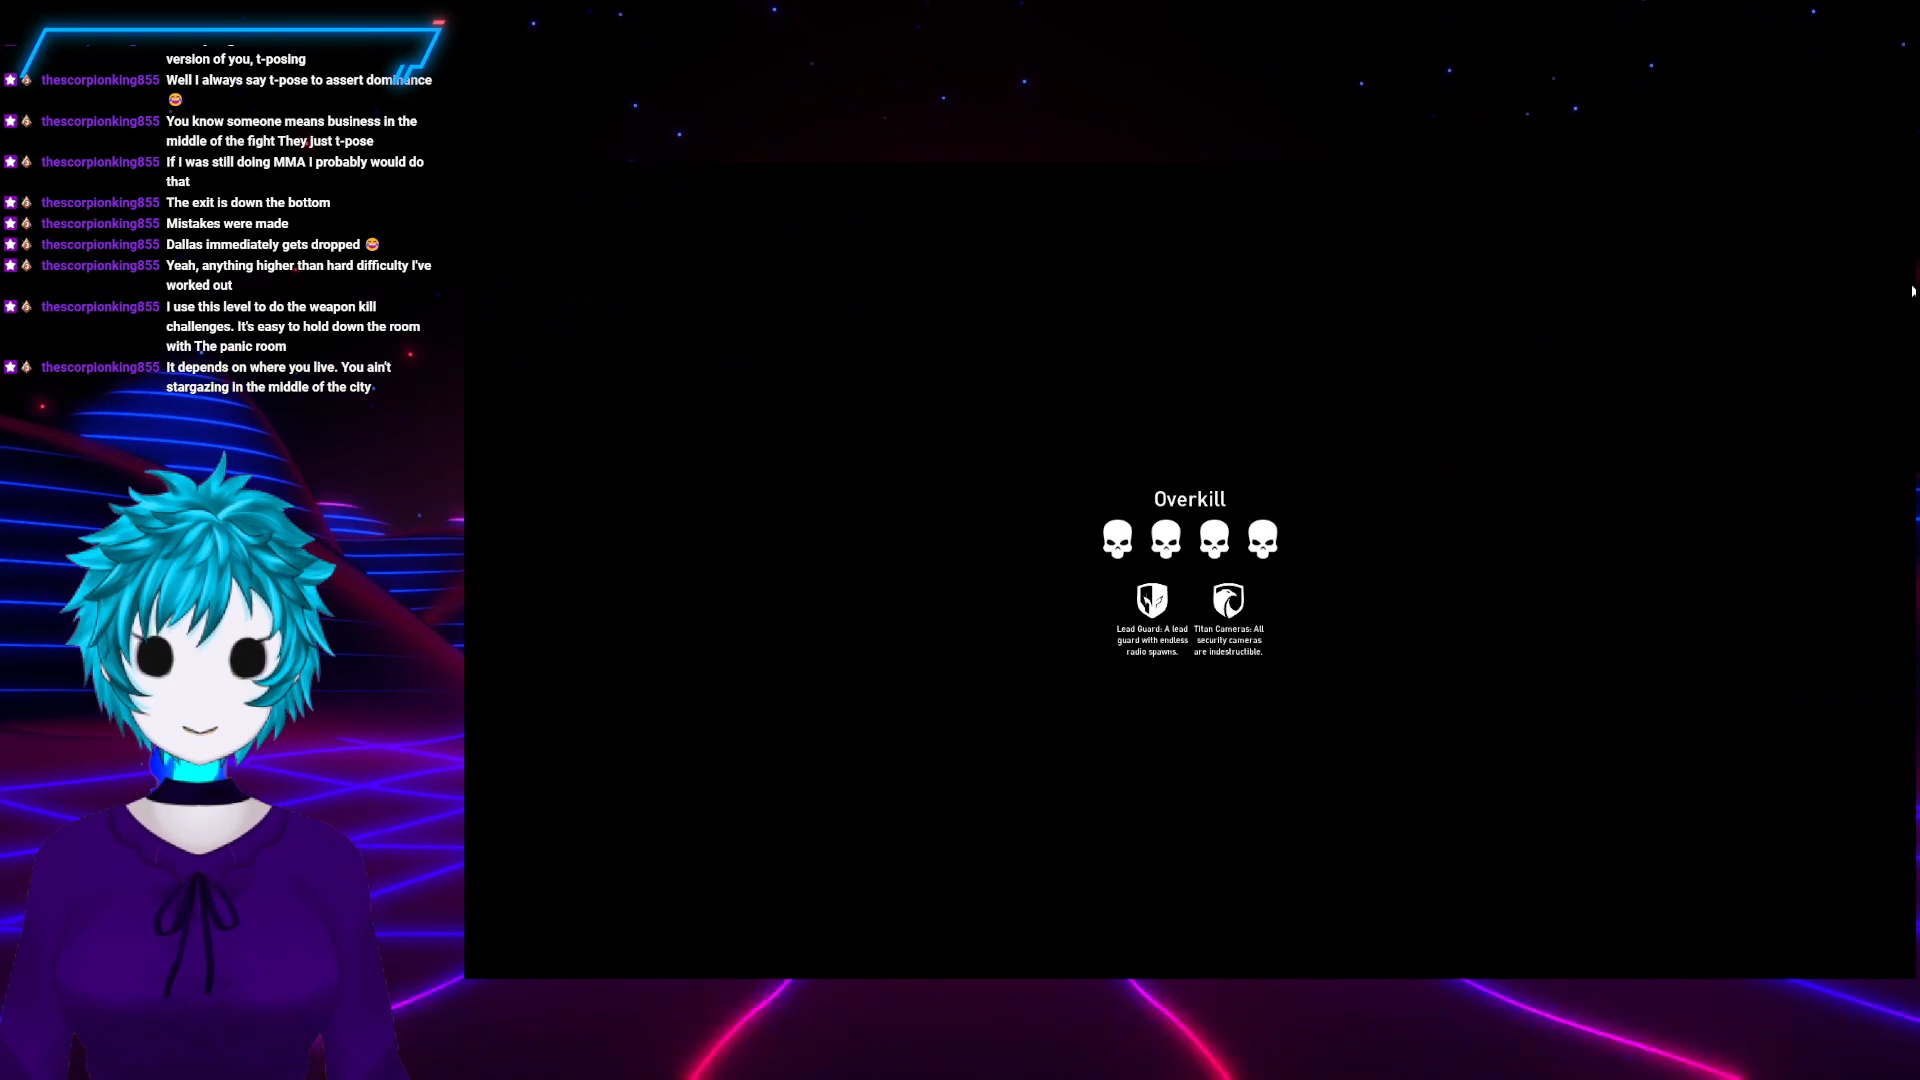 version of you, t-posing
thescorpionking855 Well I always say t-pose to assert dominance
😂
thescorpionking855 You know someone means business in the
middle of the fight They just t-pose
thescorpionking855 If I was still doing MMA I probably would do
that
thescorpionking855 The exit is down the bottom
thescorpionking855 Mistakes were made
thescorpionking855 Dallas immediately gets dropped 😂
thescorpionking855 Yeah, anything higher than hard difficulty I've
worked out
thescorpionking855 I use this level to do the weapon kill
challenges. It's easy to hold down the room
with The panic room
thescorpionking855 It depends on where you live. You ain't
stargazing in the middle of the city
Overkill
Lead Guard: A lead
guard with endless
radio spawns.
Titan Cameras: All
security cameras
are indestructible.